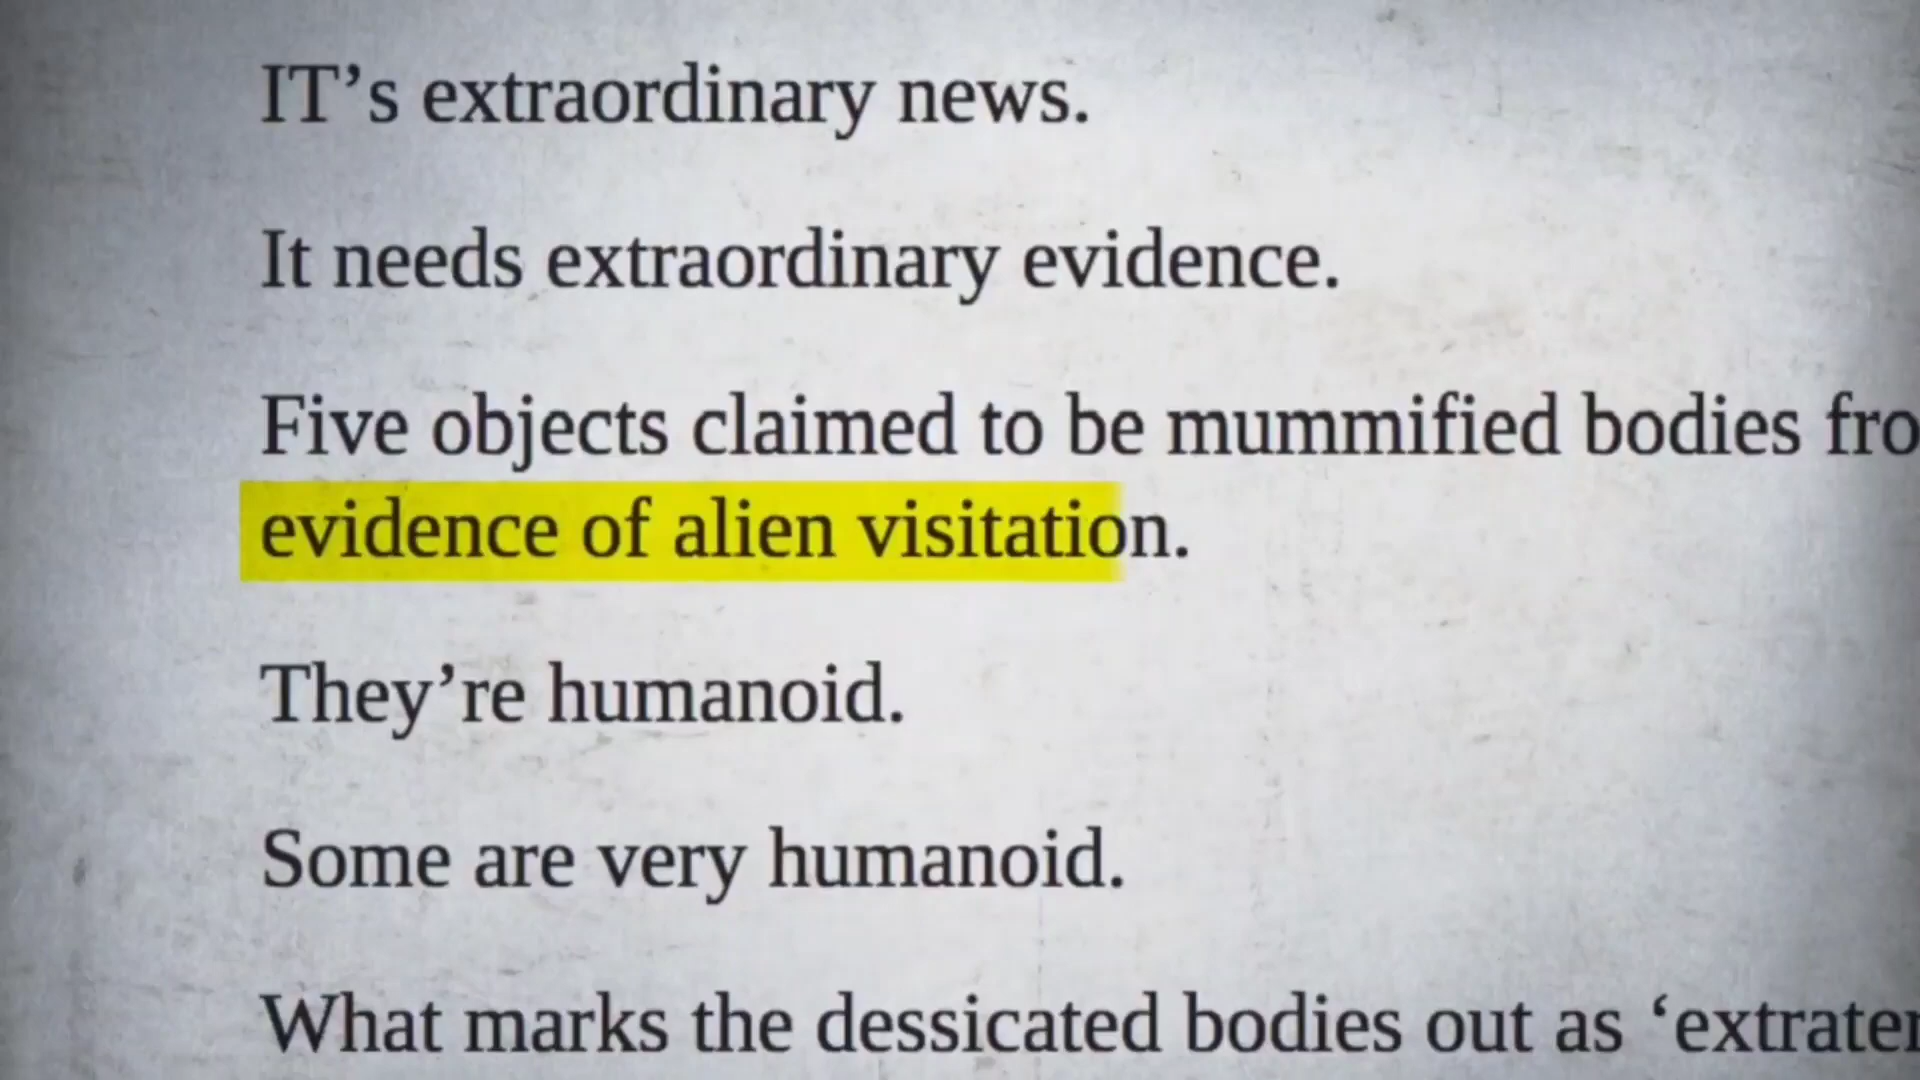 IT’s extraordinary news.
It needs extraordinary evidence.
Five objects claimed to be mummified bodies
evidence of alien visitation.
They’re humanoid.
Some are very humanoid.
What marks the dessicated bodies out as